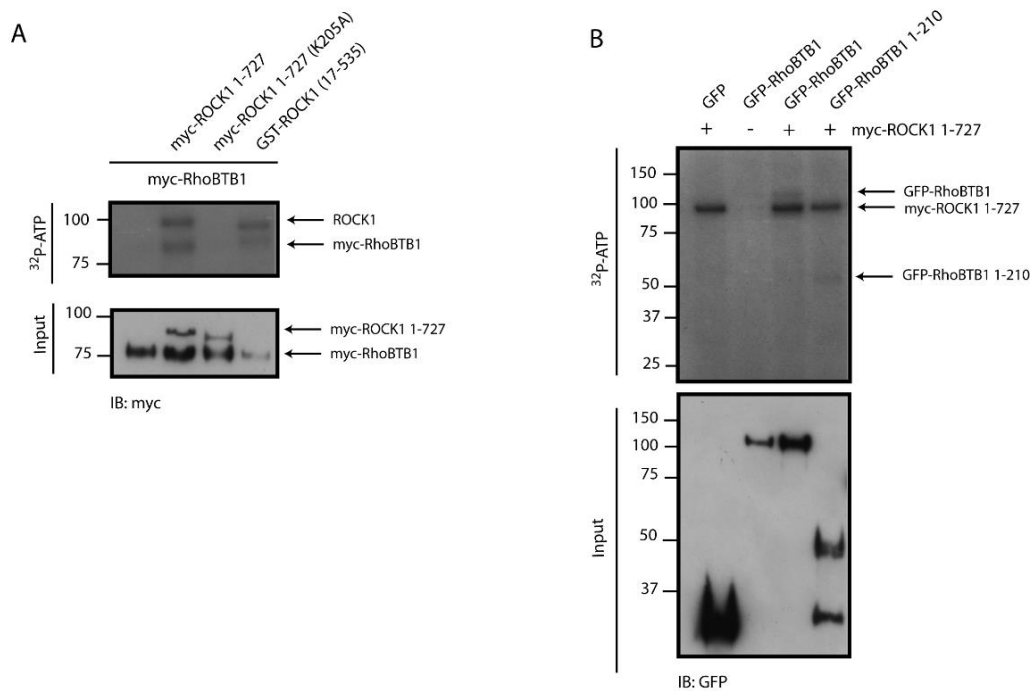 A
myc-ROCK1 1-727
myc-ROCK1 1-727 (K205A)
GST-ROCK1 (17-535)
myc-RhoBTB1
32P-ATP
100
75
ROCK1
myc-RhoBTB1
Input
100
75
myc-ROCK1 1-727
myc-RhoBTB1
IB: myc
B
GFP
GFP-RhoBTB1
GFP-RhoBTB1
GFP-RhoBTB1 1-210
+ - + + myc-ROCK1 1-727
32P-ATP
150
100
75
50
37
25
GFP-RhoBTB1
myc-ROCK1 1-727
GFP-RhoBTB1 1-210
Input
150
100
75
50
37
IB: GFP